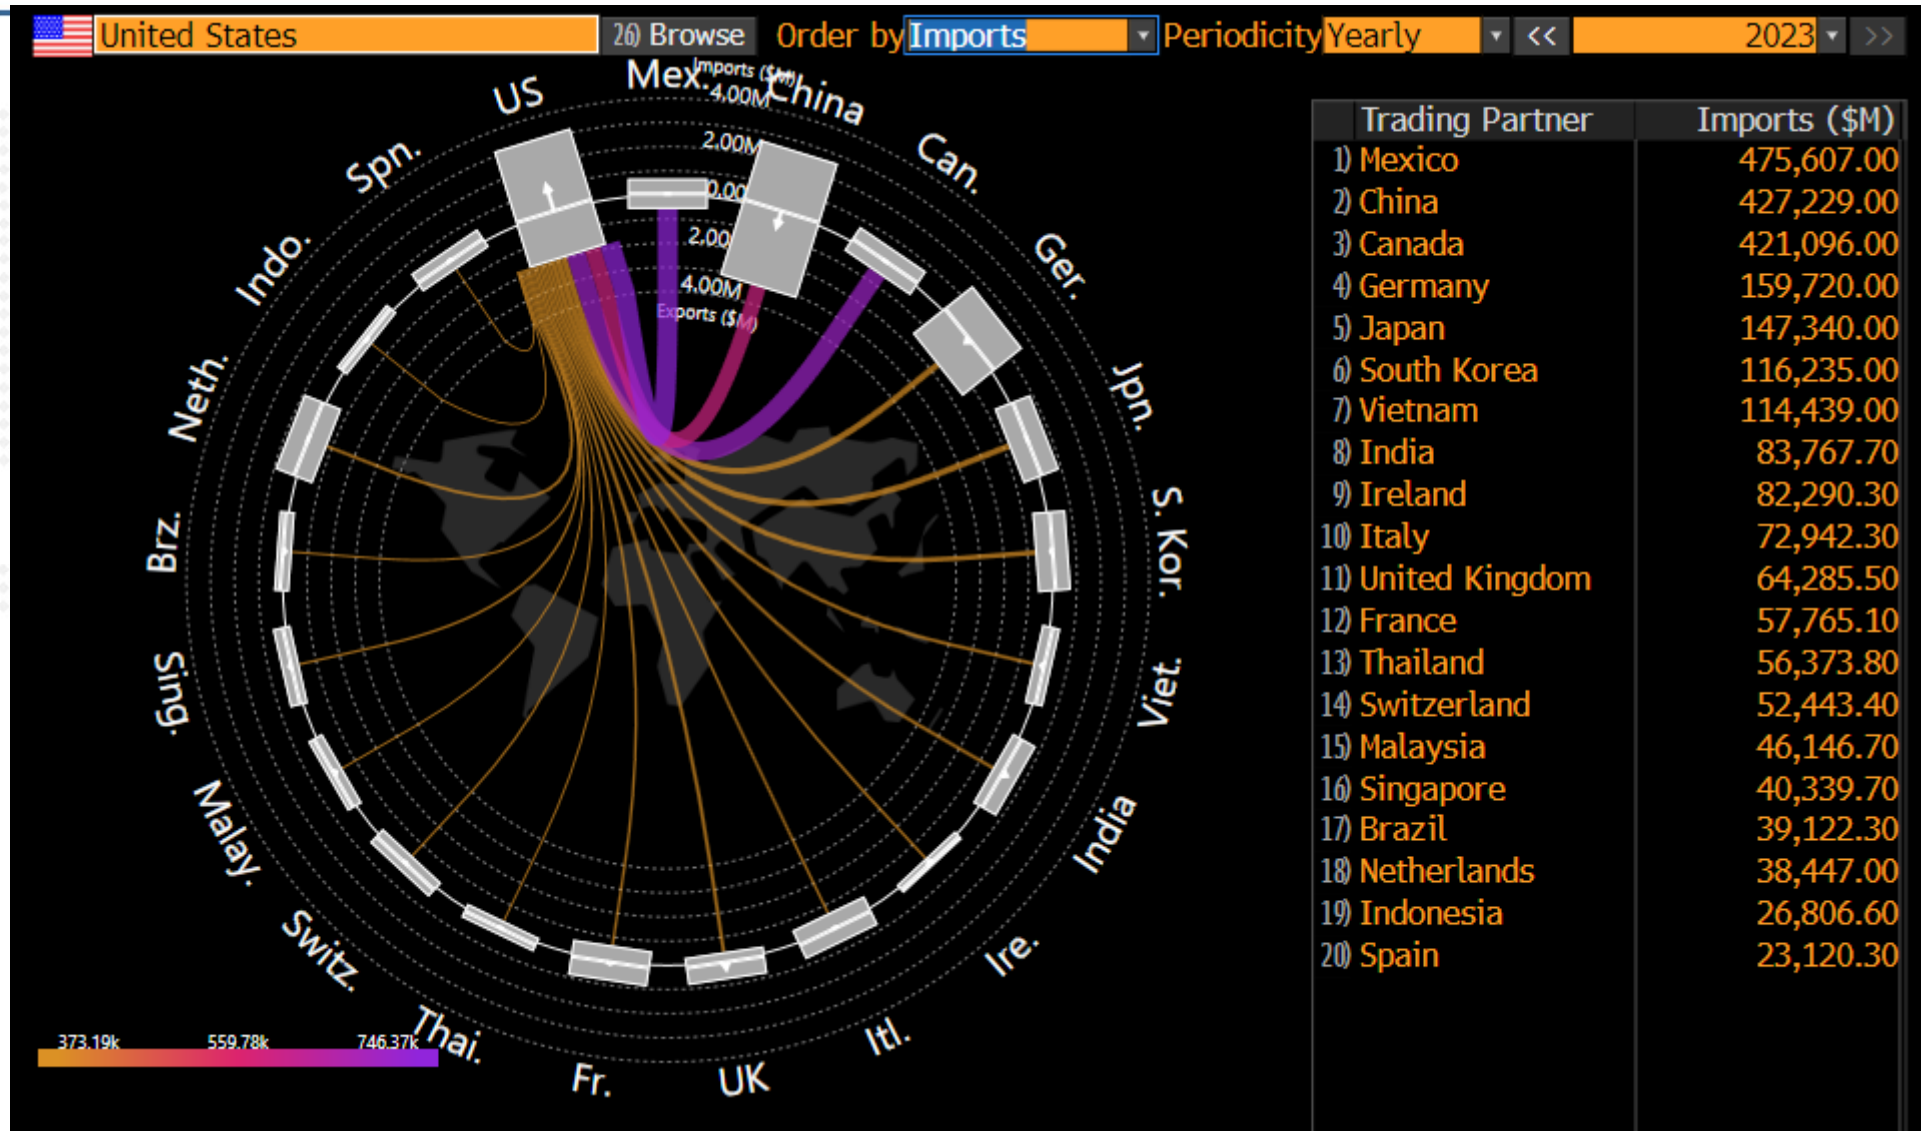 United States 26) Browse Order by Imports Periodicity Yearly << 2023 >>
Imports ($M)
4.00M
2.00M
0.00
2.00
4.00M
Exports ($M)
US
Mex.
China
Can.
Ger.
Jpn.
S. Kor.
Viet.
India
Ire.
Itl.
UK
Fr.
Thai.
Switz.
Malay.
Sing.
Brz.
Neth.
Indo.
Spn.
373.19k 559.78k 746.37k
Trading Partner Imports ($M)
1) Mexico 475,607.00
2) China 427,229.00
3) Canada 421,096.00
4) Germany 159,720.00
5) Japan 147,340.00
6) South Korea 116,235.00
7) Vietnam 114,439.00
8) India 83,767.70
9) Ireland 82,290.30
10) Italy 72,942.30
11) United Kingdom 64,285.50
12) France 57,765.10
13) Thailand 56,373.80
14) Switzerland 52,443.40
15) Malaysia 46,146.70
16) Singapore 40,339.70
17) Brazil 39,122.30
18) Netherlands 38,447.00
19) Indonesia 26,806.60
20) Spain 23,120.30